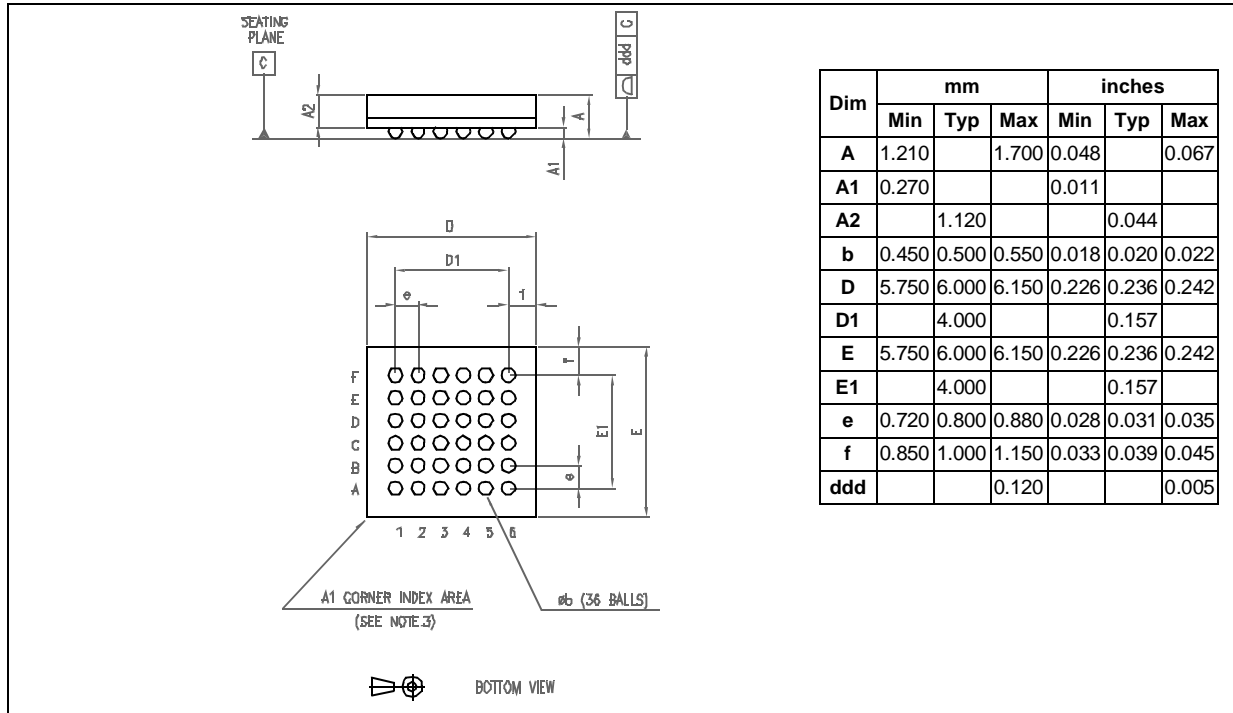 SEATING
PLANE
C
ddd C
A2
A
A1
D
D1
e
f
f
F
E
D
C
B
A
E1
E
e
1 2 3 4 5 6
A1 CORNER INDEX AREA
(SEE NOTE.3)
øb (36 BALLS)
BOTTOM VIEW
Dim mm inches
Min Typ Max Min Typ Max
A 1.210 1.700 0.048 0.067
A1 0.270 0.011
A2 1.120 0.044
b 0.450 0.500 0.550 0.018 0.020 0.022
D 5.750 6.000 6.150 0.226 0.236 0.242
D1 4.000 0.157
E 5.750 6.000 6.150 0.226 0.236 0.242
E1 4.000 0.157
e 0.720 0.800 0.880 0.028 0.031 0.035
f 0.850 1.000 1.150 0.033 0.039 0.045
ddd 0.120 0.005